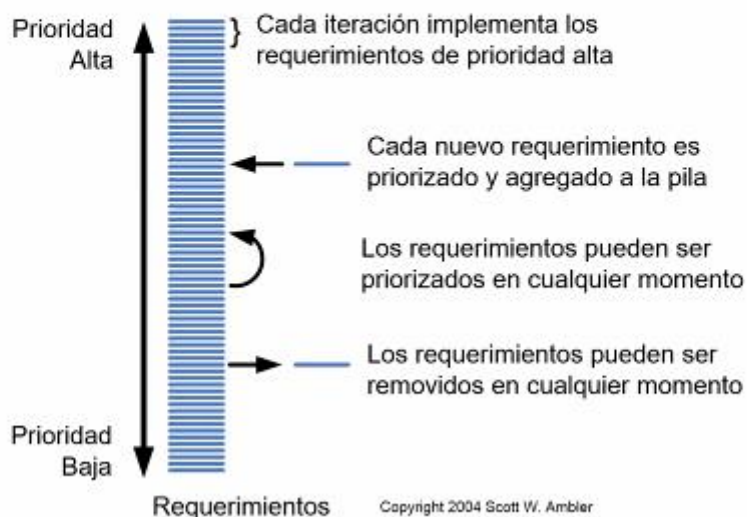 Prioridad
Alta
Cada iteración implementa los
requerimientos de prioridad alta
Cada nuevo requerimiento es
priorizado y agregado a la pila
Los requerimientos pueden ser
priorizados en cualquier momento
Los requerimientos pueden ser
removidos en cualquier momento
Prioridad
Baja
Requerimientos
Copyright 2004 Scott W. Ambler